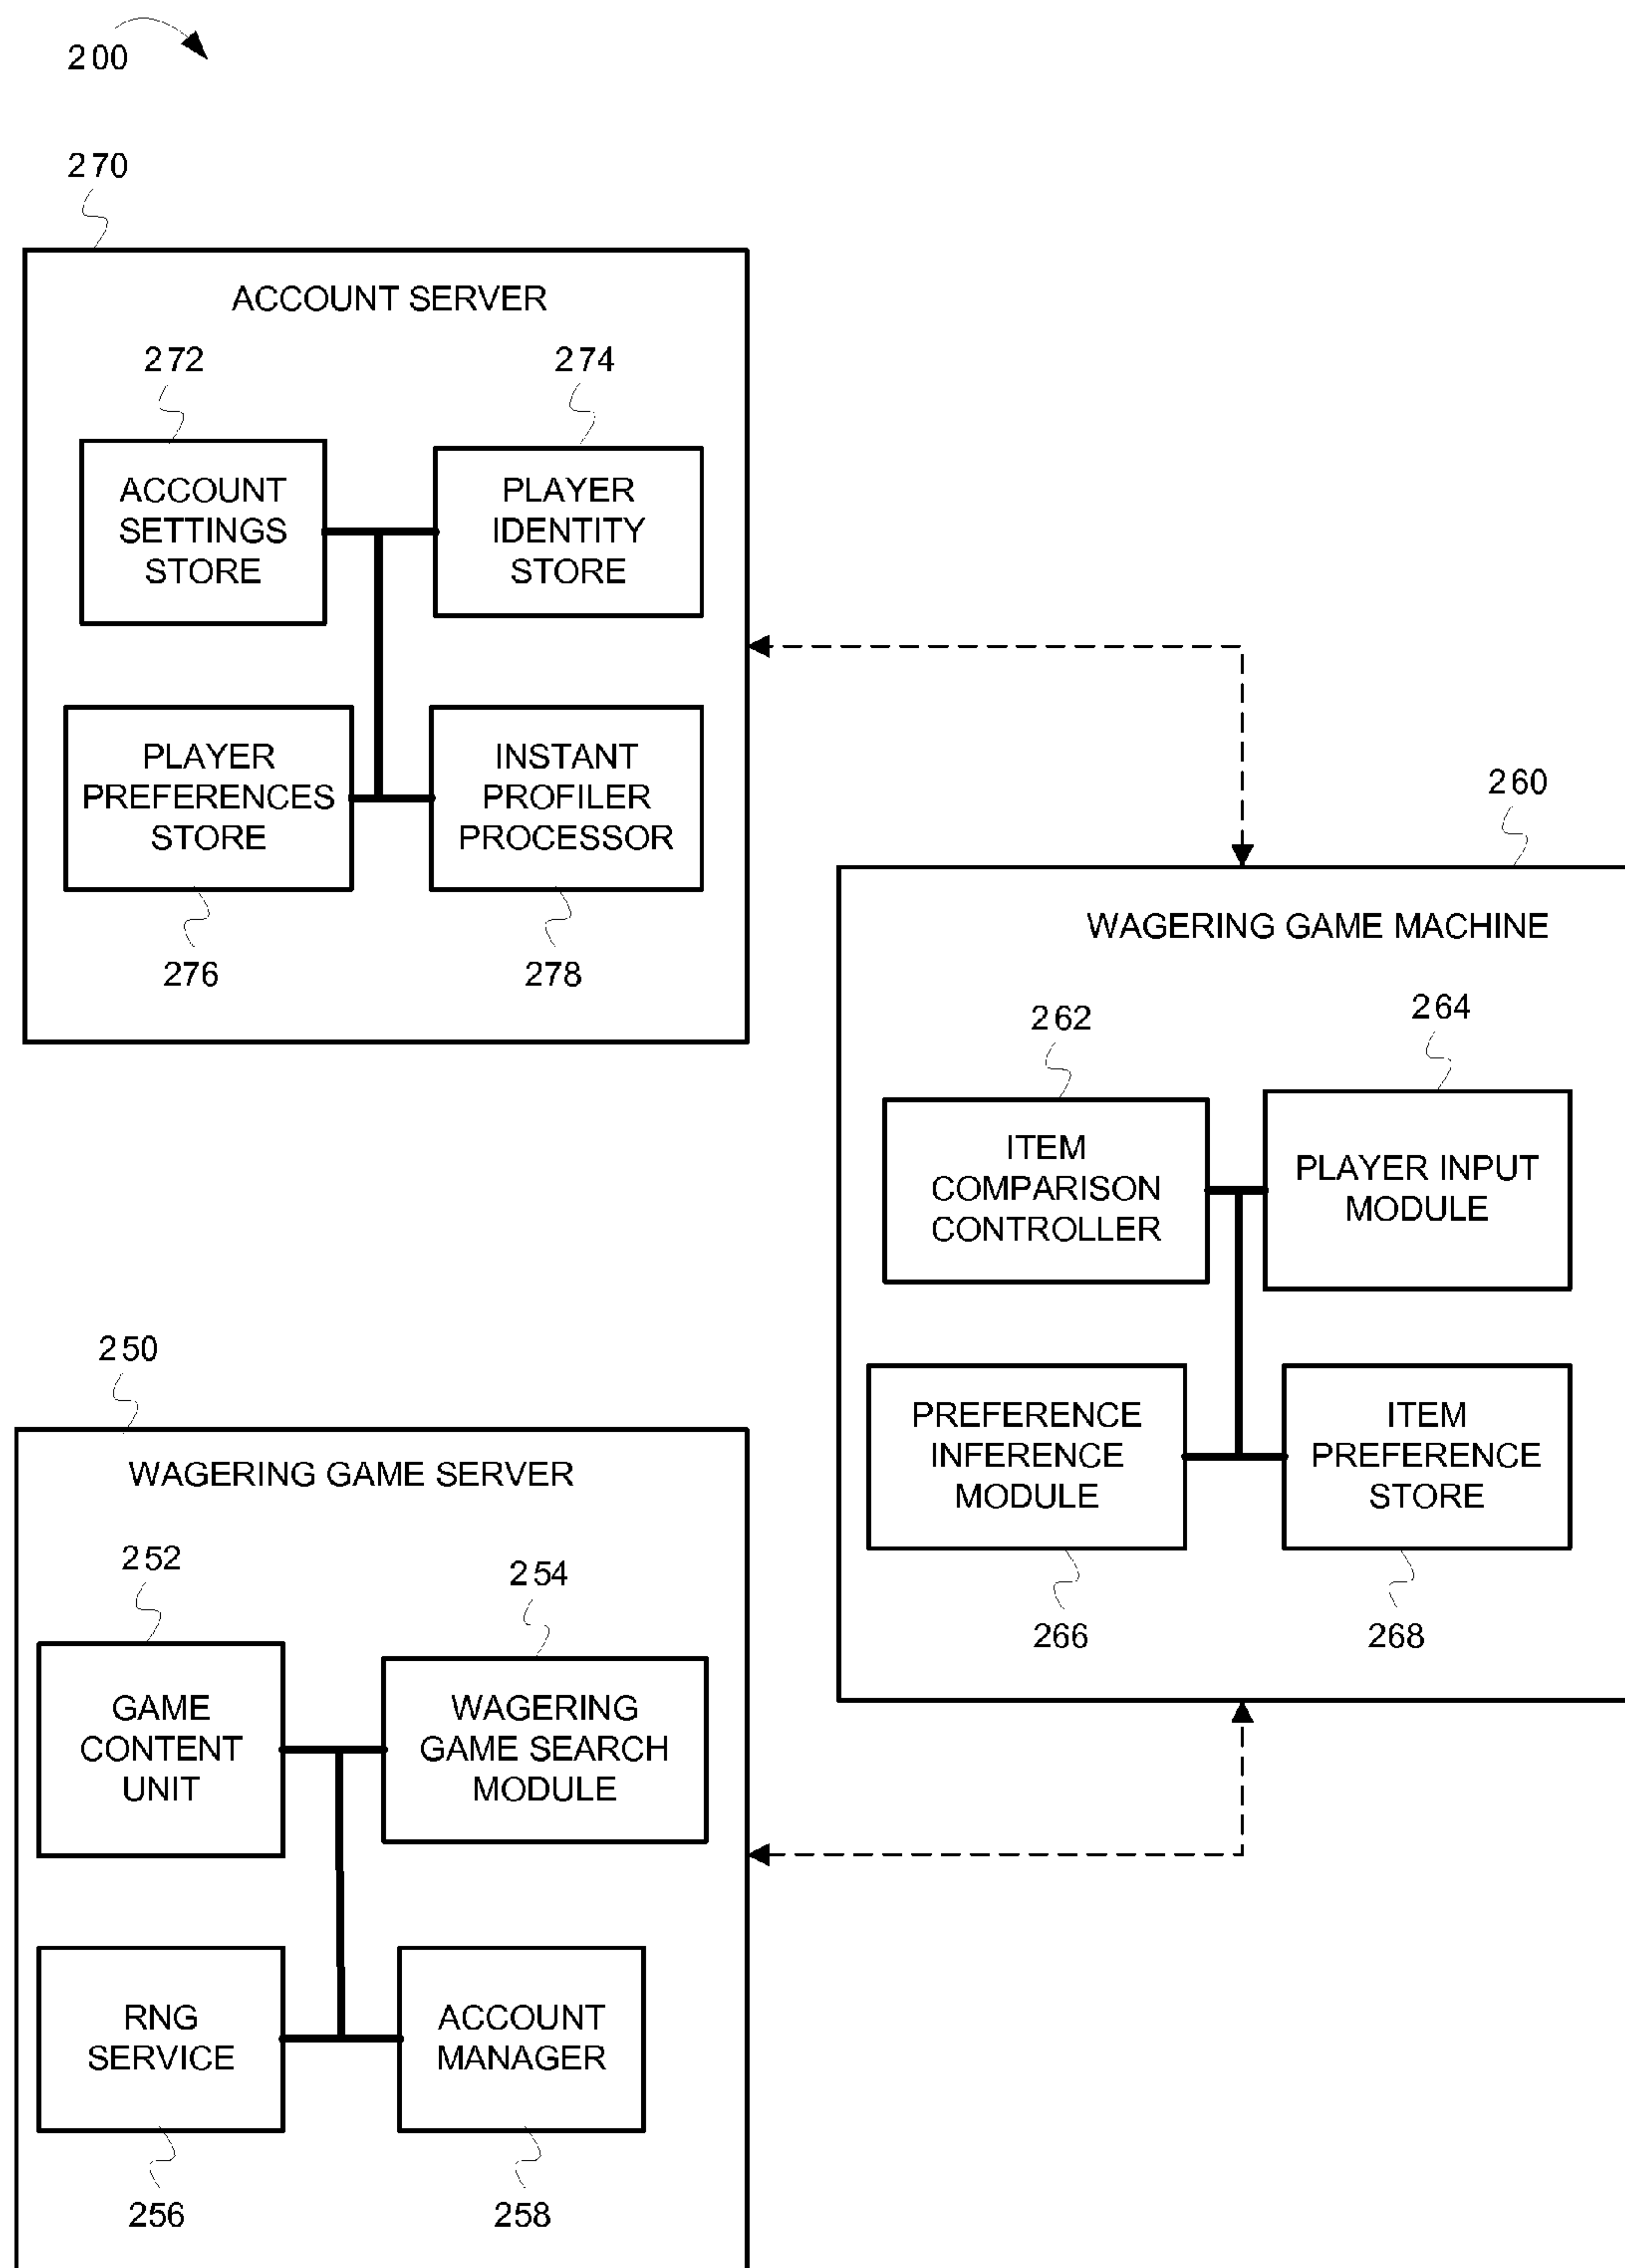 200
270
ACCOUNT SERVER
272
274
ACCOUNT
SETTINGS
STORE
PLAYER
IDENTITY
STORE
PLAYER
PREFERENCES
STORE
INSTANT
PROFILER
PROCESSOR
276
278
260
WAGERING GAME MACHINE
262
264
ITEM
COMPARISON
CONTROLLER
PLAYER INPUT
MODULE
PREFERENCE
INFERENCE
MODULE
ITEM
PREFERENCE
STORE
266
268
250
WAGERING GAME SERVER
252
254
GAME
CONTENT
UNIT
WAGERING
GAME SEARCH
MODULE
RNG
SERVICE
ACCOUNT
MANAGER
256
258